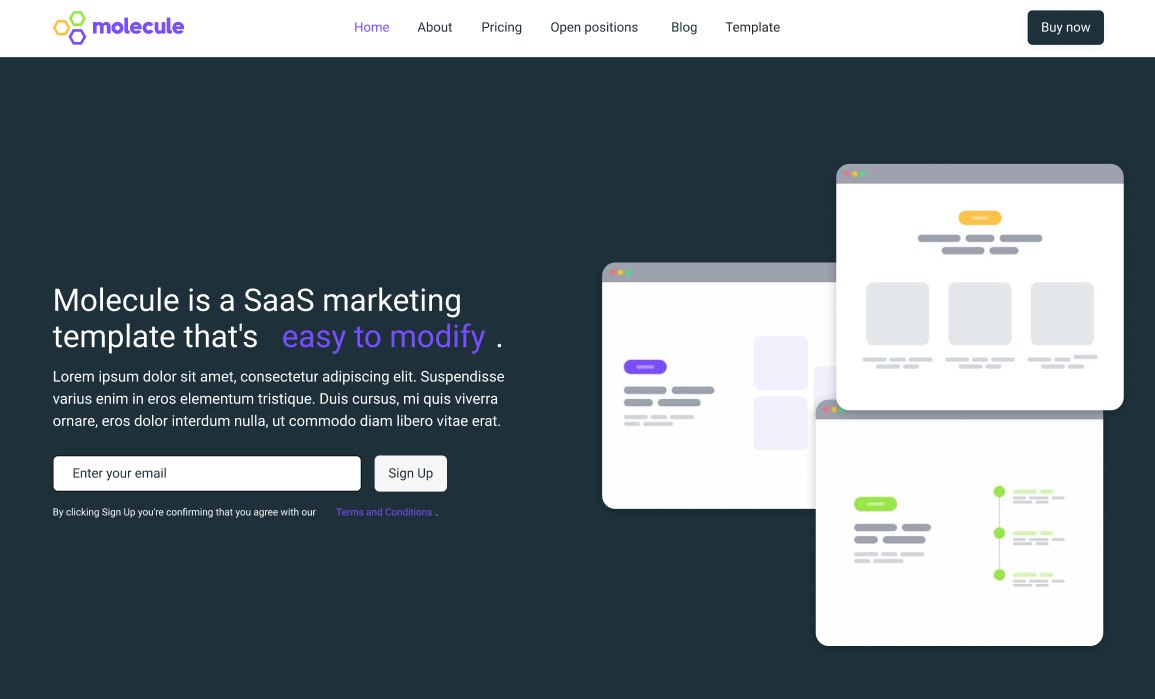 molecule
Home About Pricing Open positions Blog Template
Buy now
Molecule is a SaaS marketing
template that's easy to modify .
Lorem ipsum dolor sit amet, consectetur adipiscing elit. Suspendisse
varius enim in eros elementum tristique. Duis cursus, mi quis viverra
ornare, eros dolor interdum nulla, ut commodo diam libero vitae erat.
Enter your email
Sign Up
By clicking Sign Up you're confirming that you agree with our Terms and Conditions .